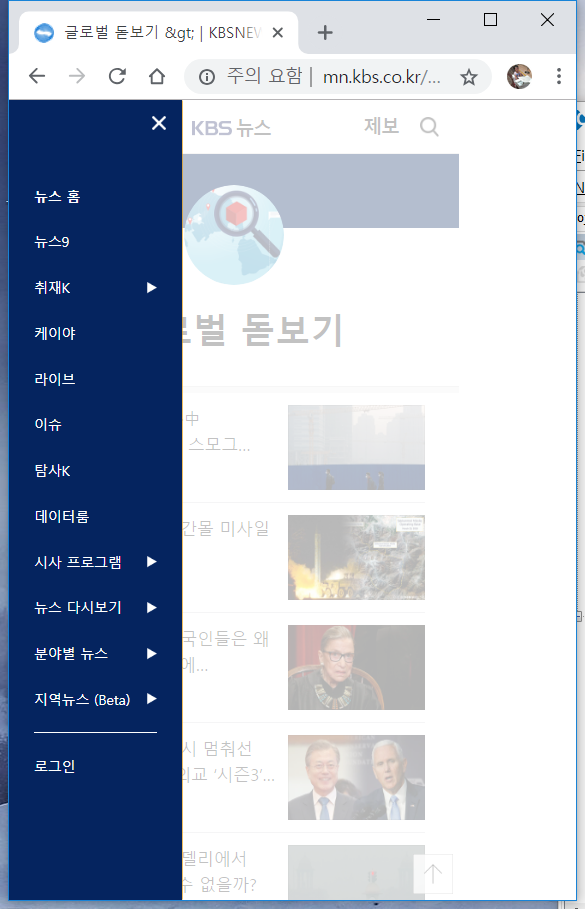 글로벌 돋보기 &gt; | KBSNEW
주의 요함 | mn.kbs.co.kr/...
KBS 뉴스
제보
뉴스 홈
뉴스9
취재K
케이야
라이브
이슈
탐사K
데이터룸
시사 프로그램
뉴스 다시보기
분야별 뉴스
지역뉴스 (Beta)
로그인
로벌 돋보기
中
스모그...
간몰 미사일
국인들은 왜
에...
시 멈춰선
외교 ‘시즌3’...
델리에서
수 없을까?